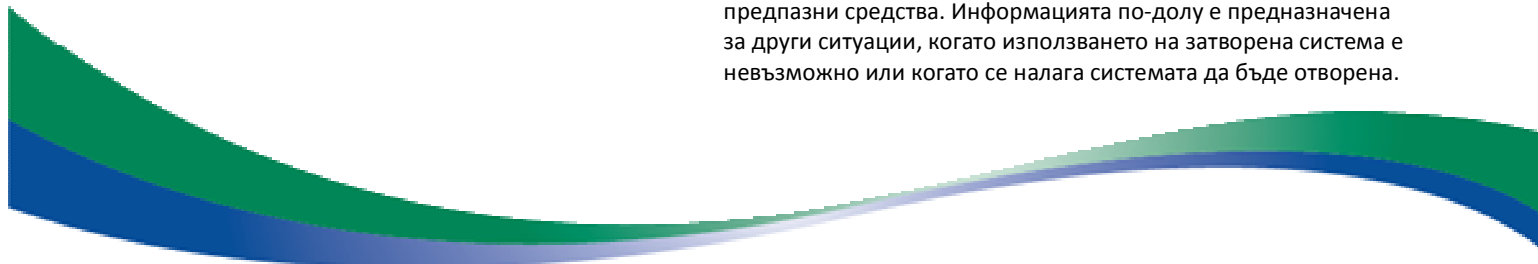 предпазни средства. Информацията по-долу е предназначена
за други ситуации, когато използването на затворена система е
невъзможно или когато се налага системата да бъде отворена.